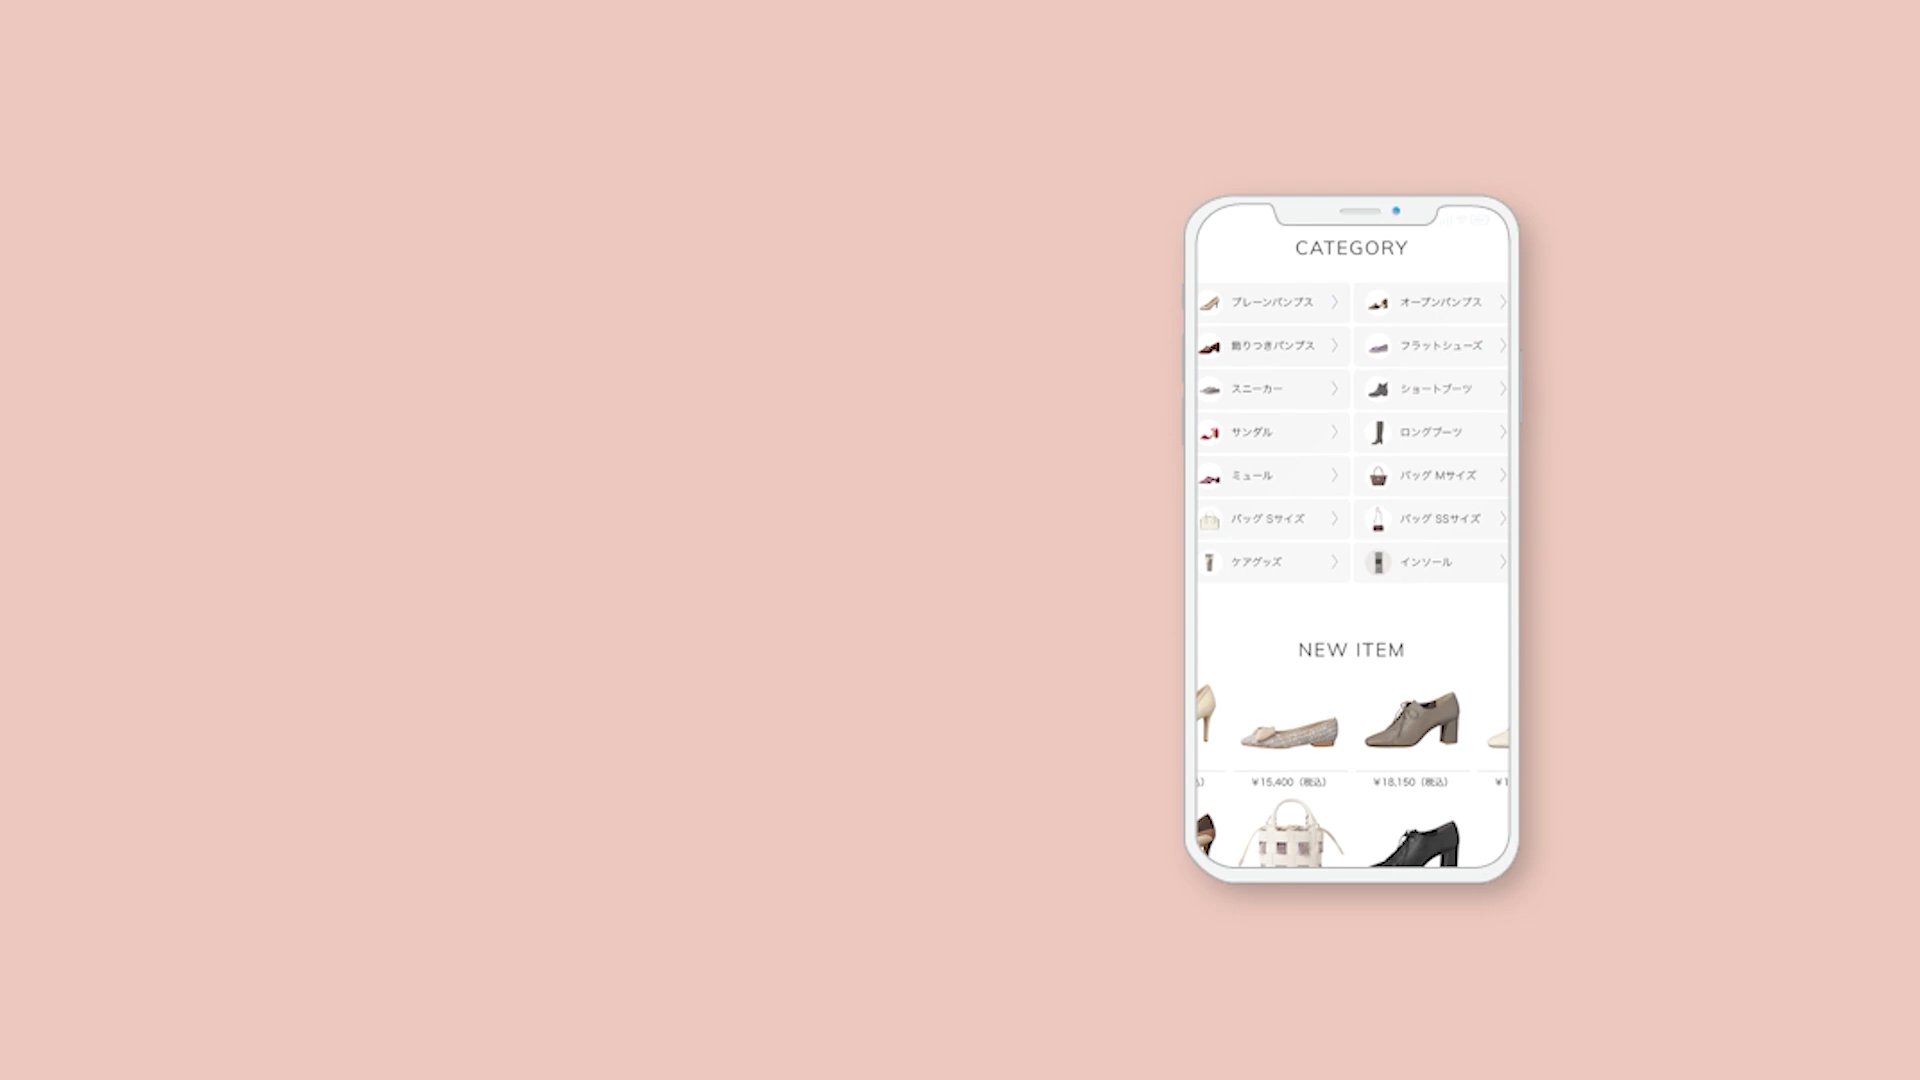 CATEGORY
プレーンパンプス
オープンパンプス
飾りつきパンプス
フラットシューズ
スニーカー
ショートブーツ
サンダル
ロングブーツ
ミュール
バッグ Mサイズ
バッグ Sサイズ
バッグ SSサイズ
ケアグッズ
インソール
NEW ITEM
¥15,400（税込）
¥18,150（税込）